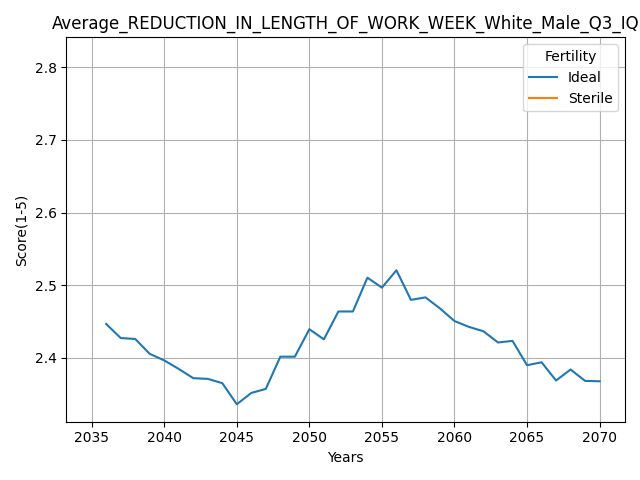 Average_REDUCTION_IN_LENGTH_OF_WORK_WEEK_White_Male_Q3_IQ
Fertility
Ideal
Sterile
Score(1-5)
2.8
2.7
2.6
2.5
2.4
2035 2040 2045 2050 2055 2060 2065 2070
Years